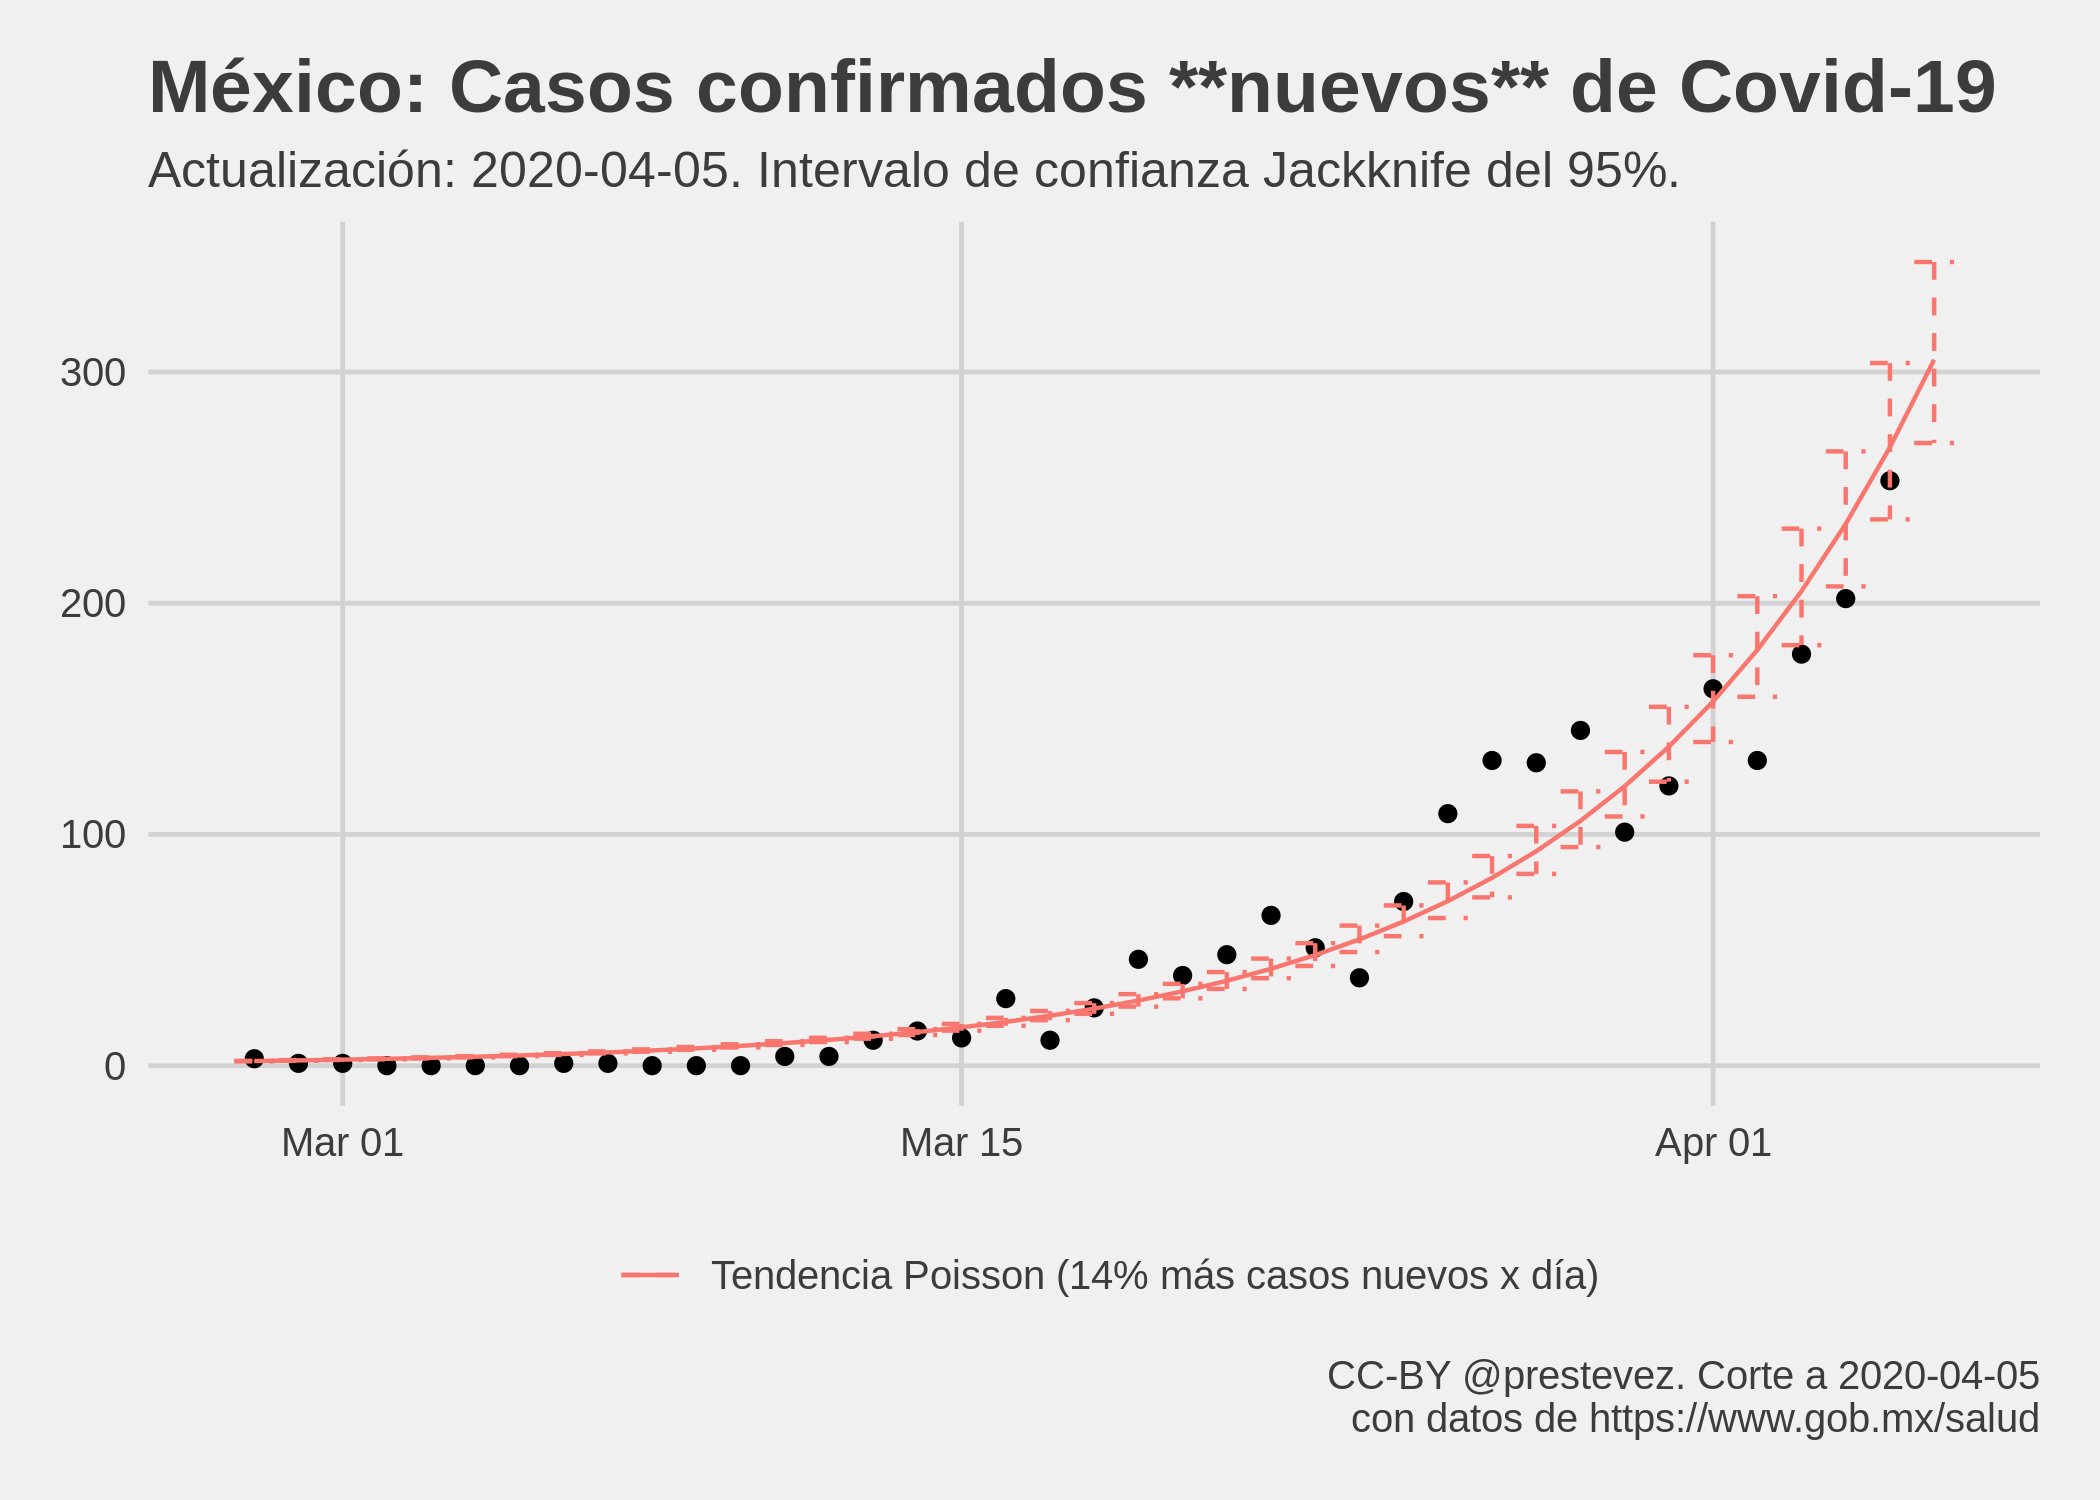 México: Casos confirmados **nuevos** de Covid-19
Actualización: 2020-04-05. Intervalo de confianza Jackknife del 95%.
300
200
100
0
Mar 01
Mar 15
Apr 01
Tendencia Poisson (14% más casos nuevos x día)
CC-BY @prestevez. Corte a 2020-04-05
con datos de https://www.gob.mx/salud